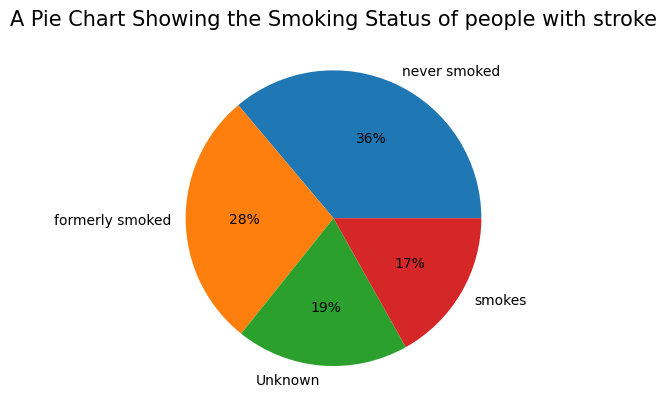 A Pie Chart Showing the Smoking Status of people with stroke
never smoked
36%
formerly smoked
28%
17%
smokes
19%
Unknown